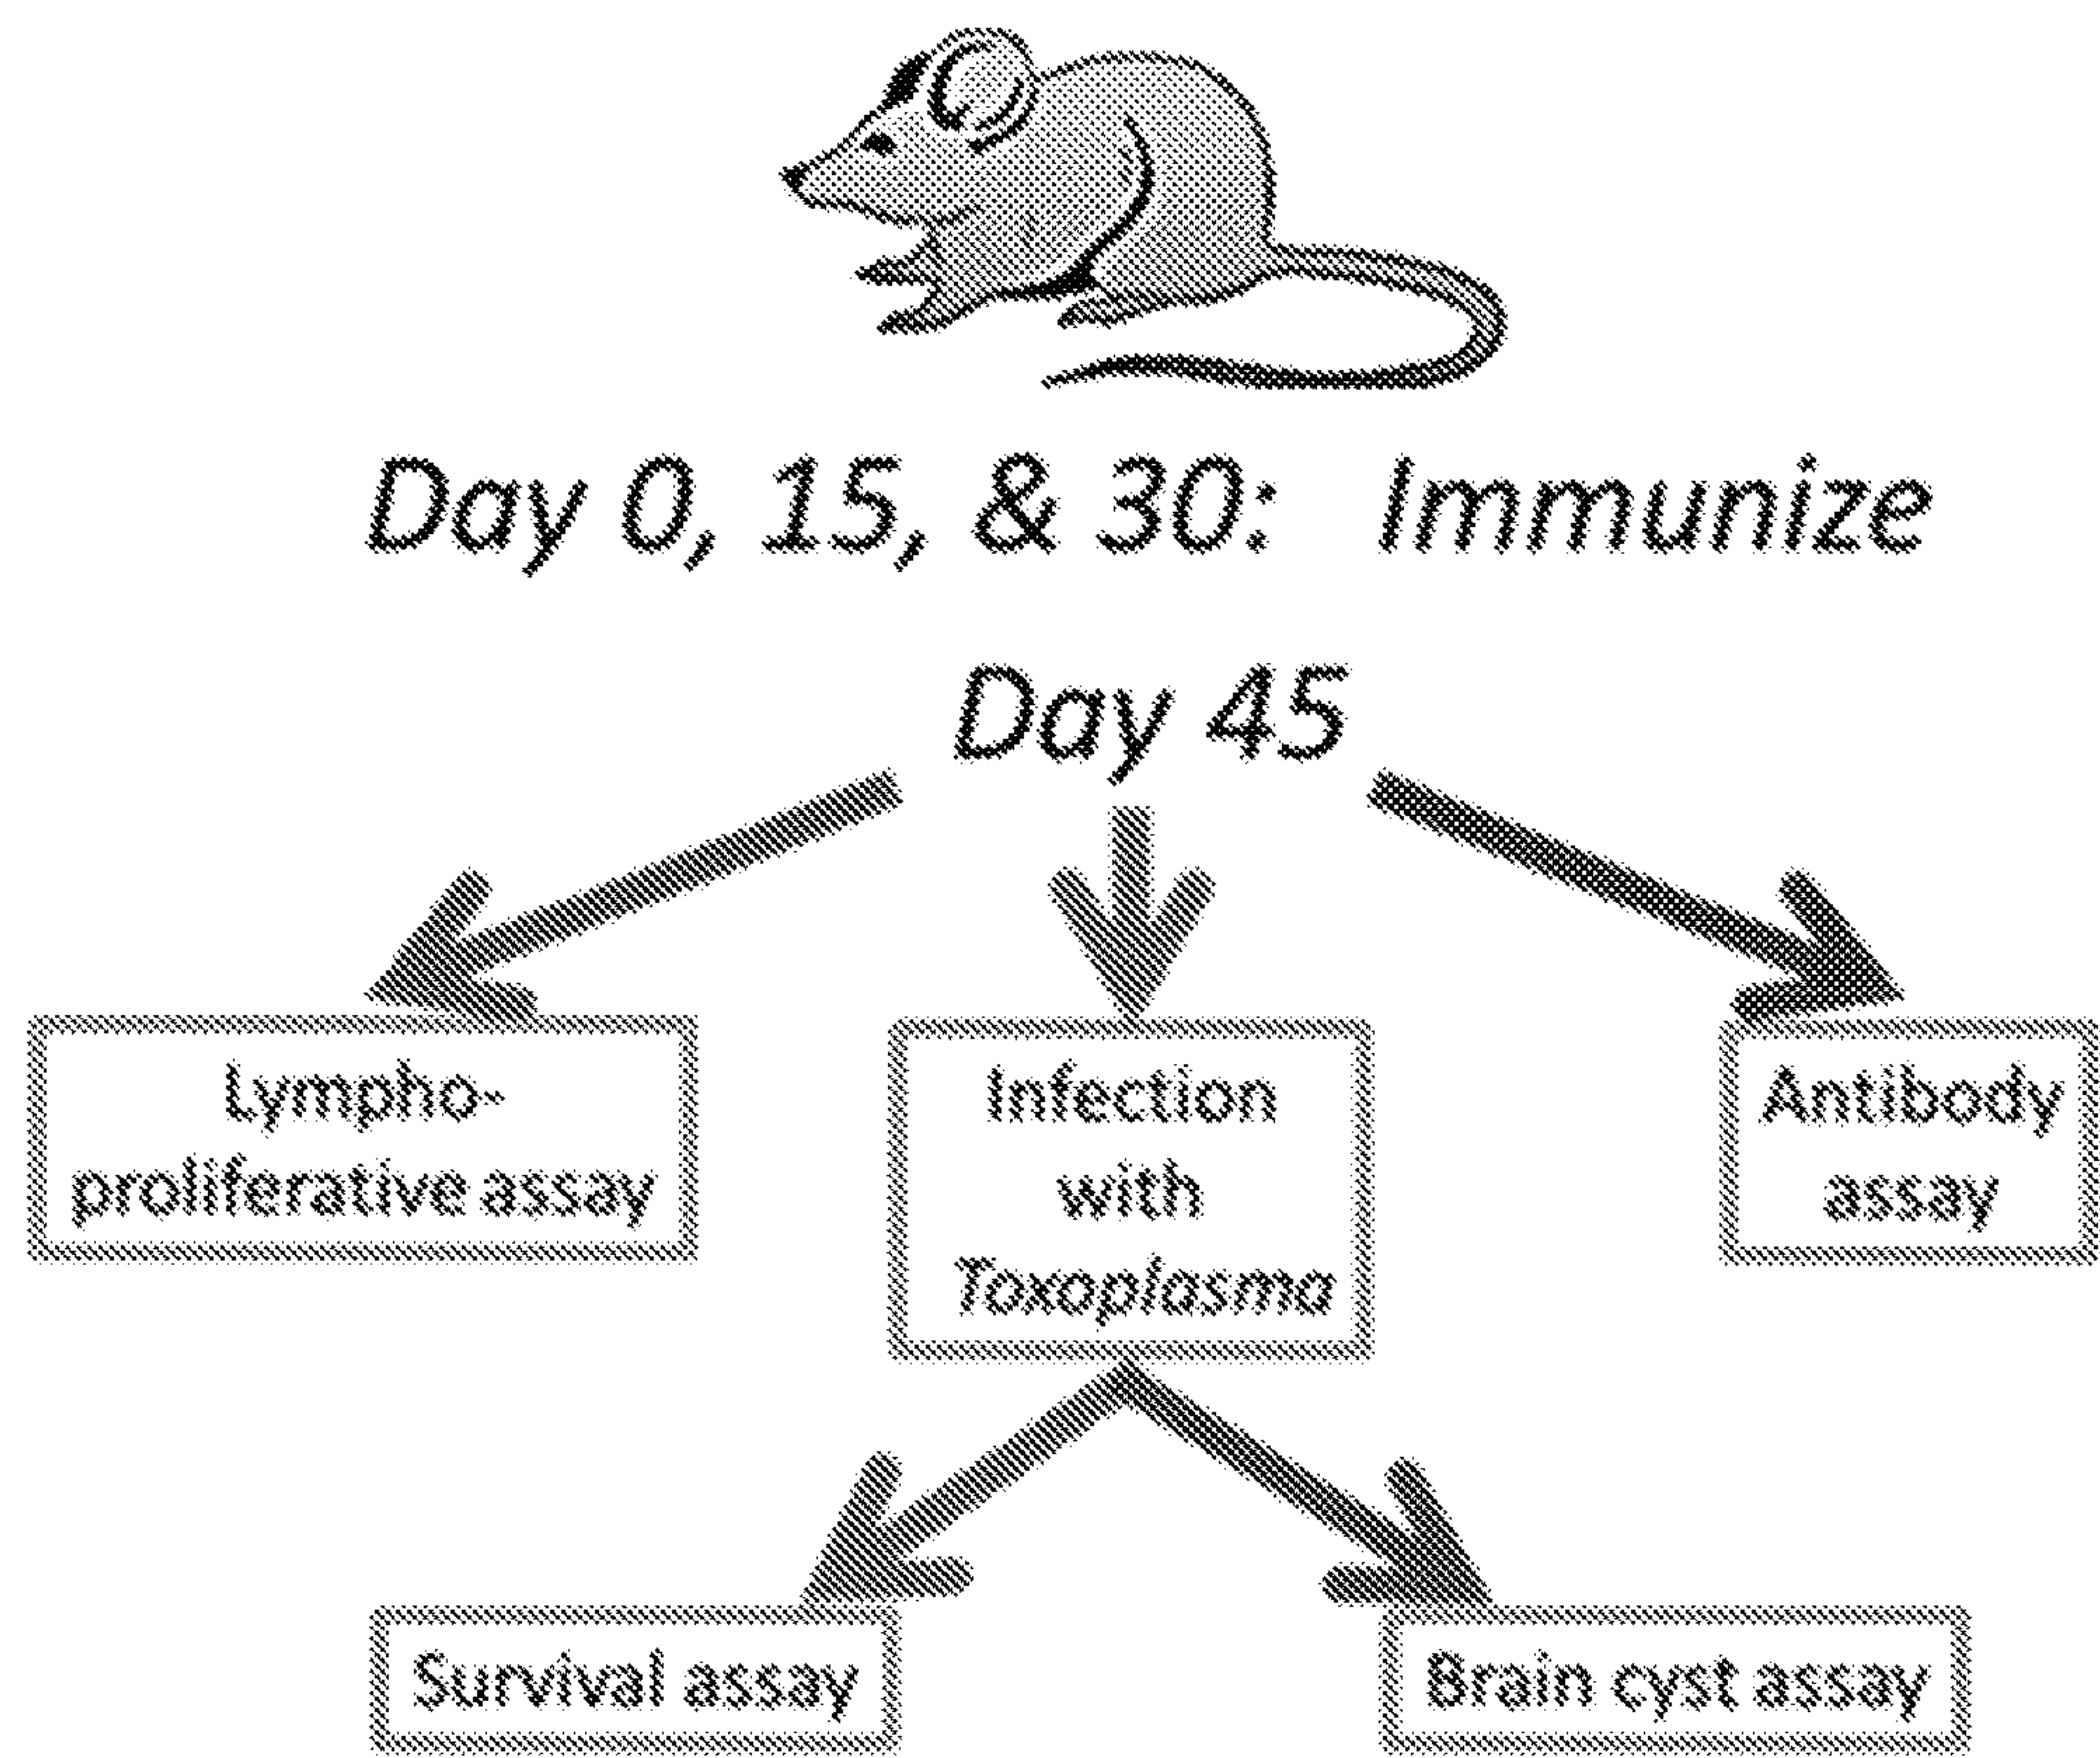 Day 0, 15, & 30: Immunize
Day 45
Lympho-
proliferative assay
Infection
with
Toxoplasma
Antibody
assay
Survival assay
Brain cyst assay